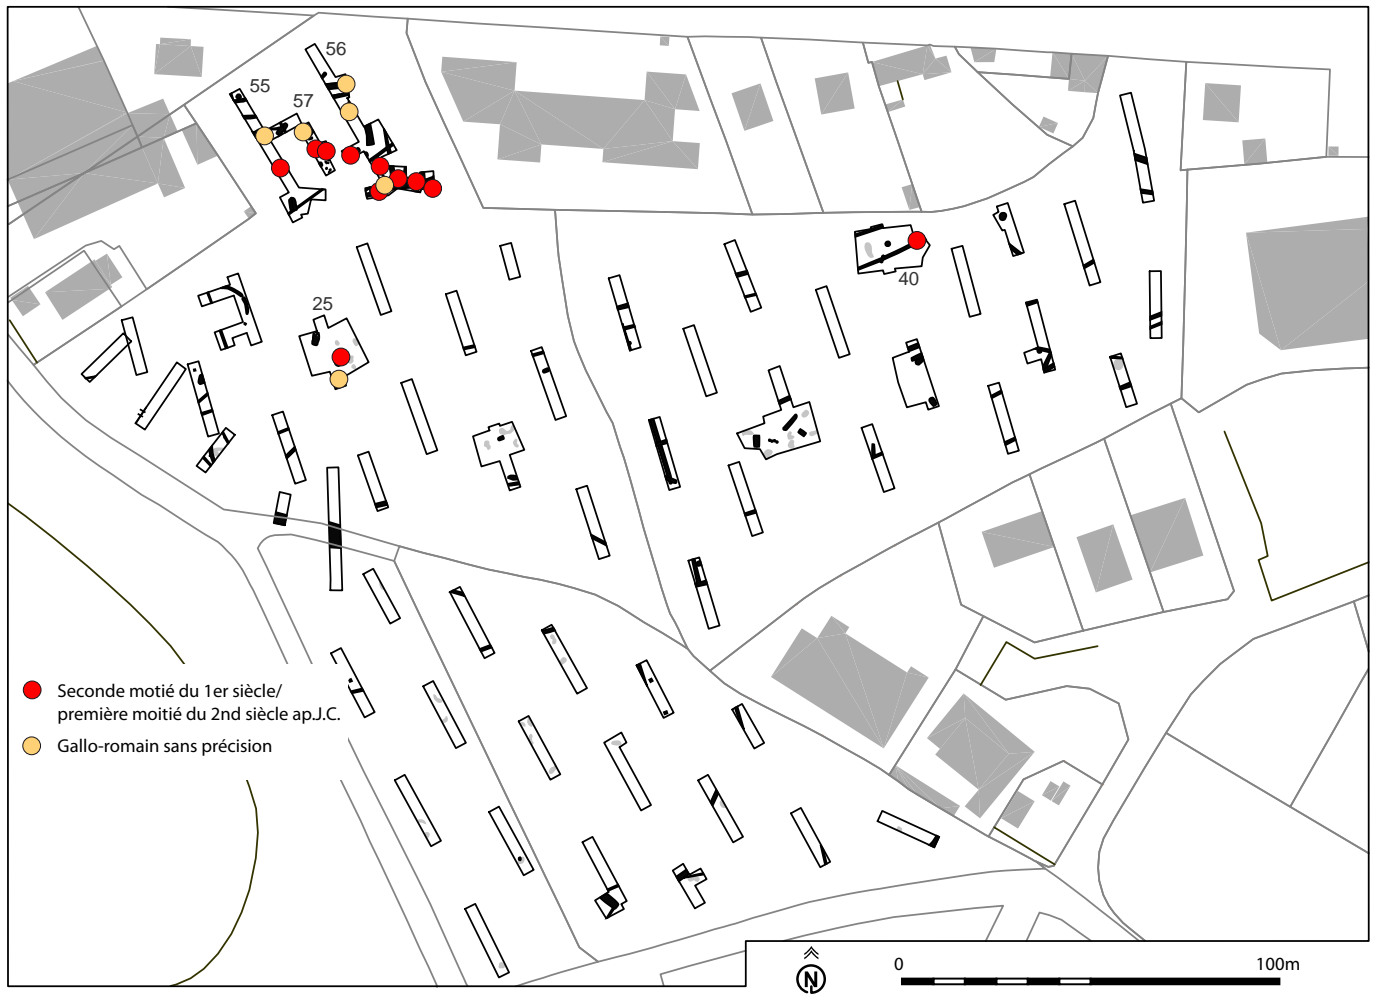 56
55
57
25
40
Seconde motié du 1er siècle/
première moitié du 2nd siècle ap.J.C.
Gallo-romain sans précision
N
0 100m